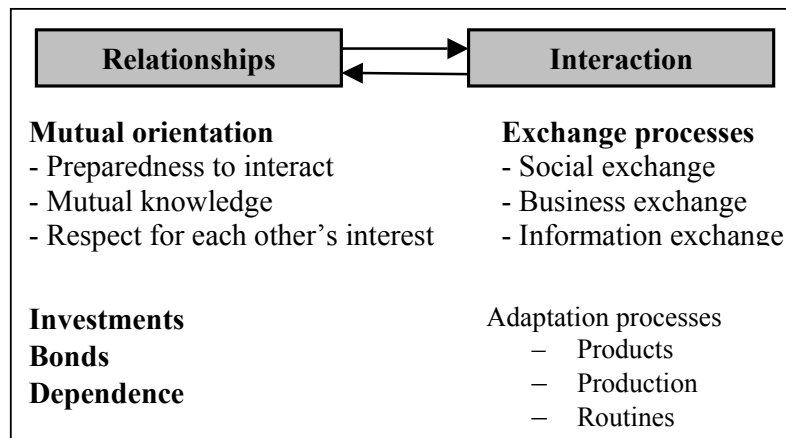 Relationships
Interaction
Mutual orientation
- Preparedness to interact
- Mutual knowledge
- Respect for each other's interest
Investments
Bonds
Dependence
Exchange processes
- Social exchange
- Business exchange
- Information exchange
Adaptation processes
– Products
– Production
– Routines